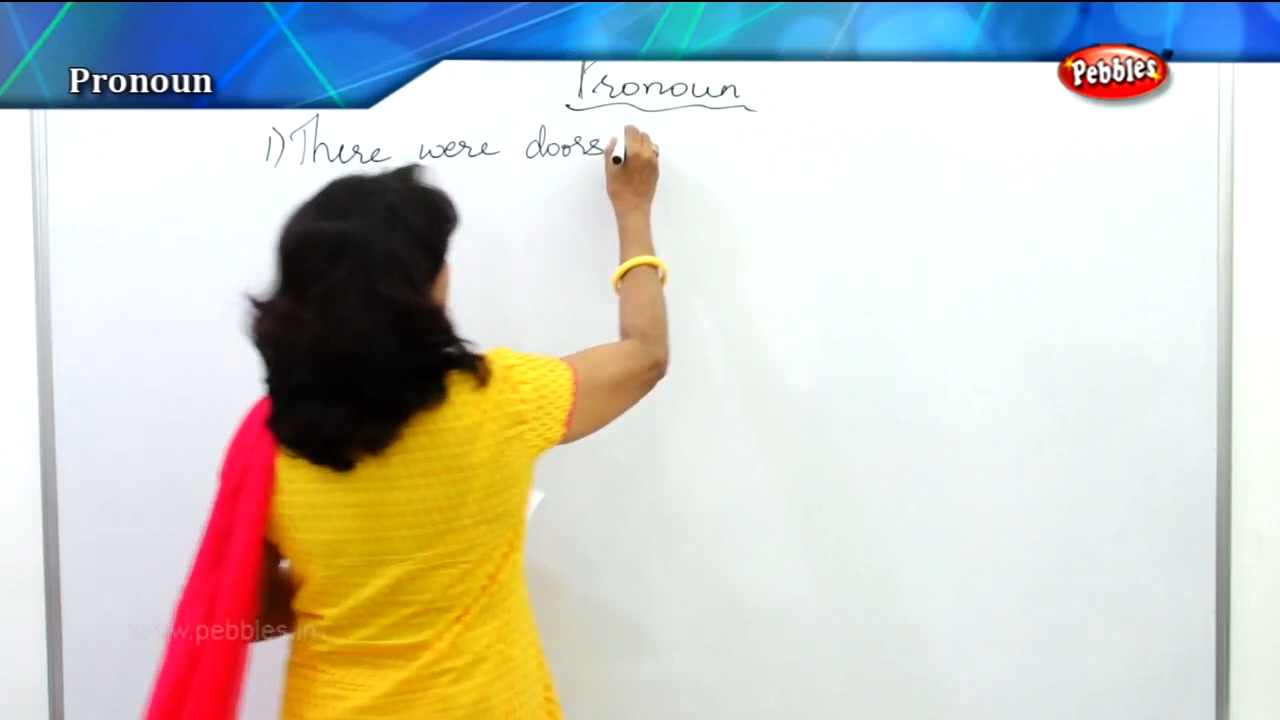 Pronoun
Pebbles
Pronoun
1) There were doors
www.pebbles.in